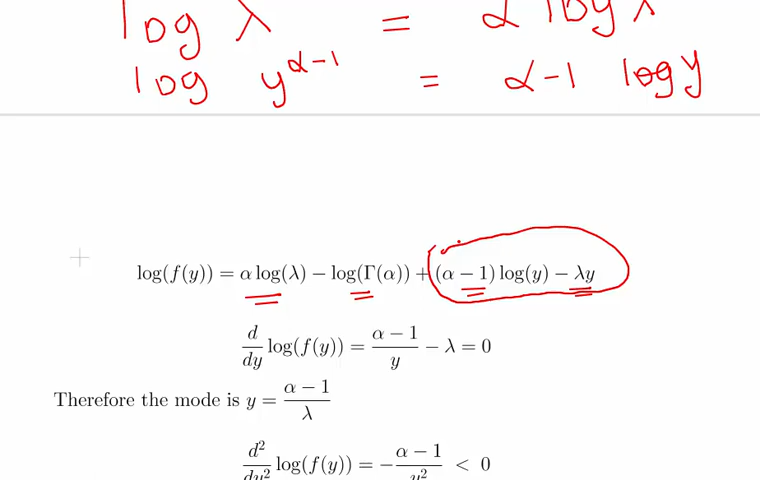 log λ = α log λ
log y^{α-1} = α-1 log y
log(f(y)) = α log(λ) − log(Γ(α)) + (α − 1) log(y) − λy
d/dy log(f(y)) = (α − 1)/y − λ = 0
Therefore the mode is y = (α − 1)/λ
d²/dy² log(f(y)) = −(α − 1)/y² < 0